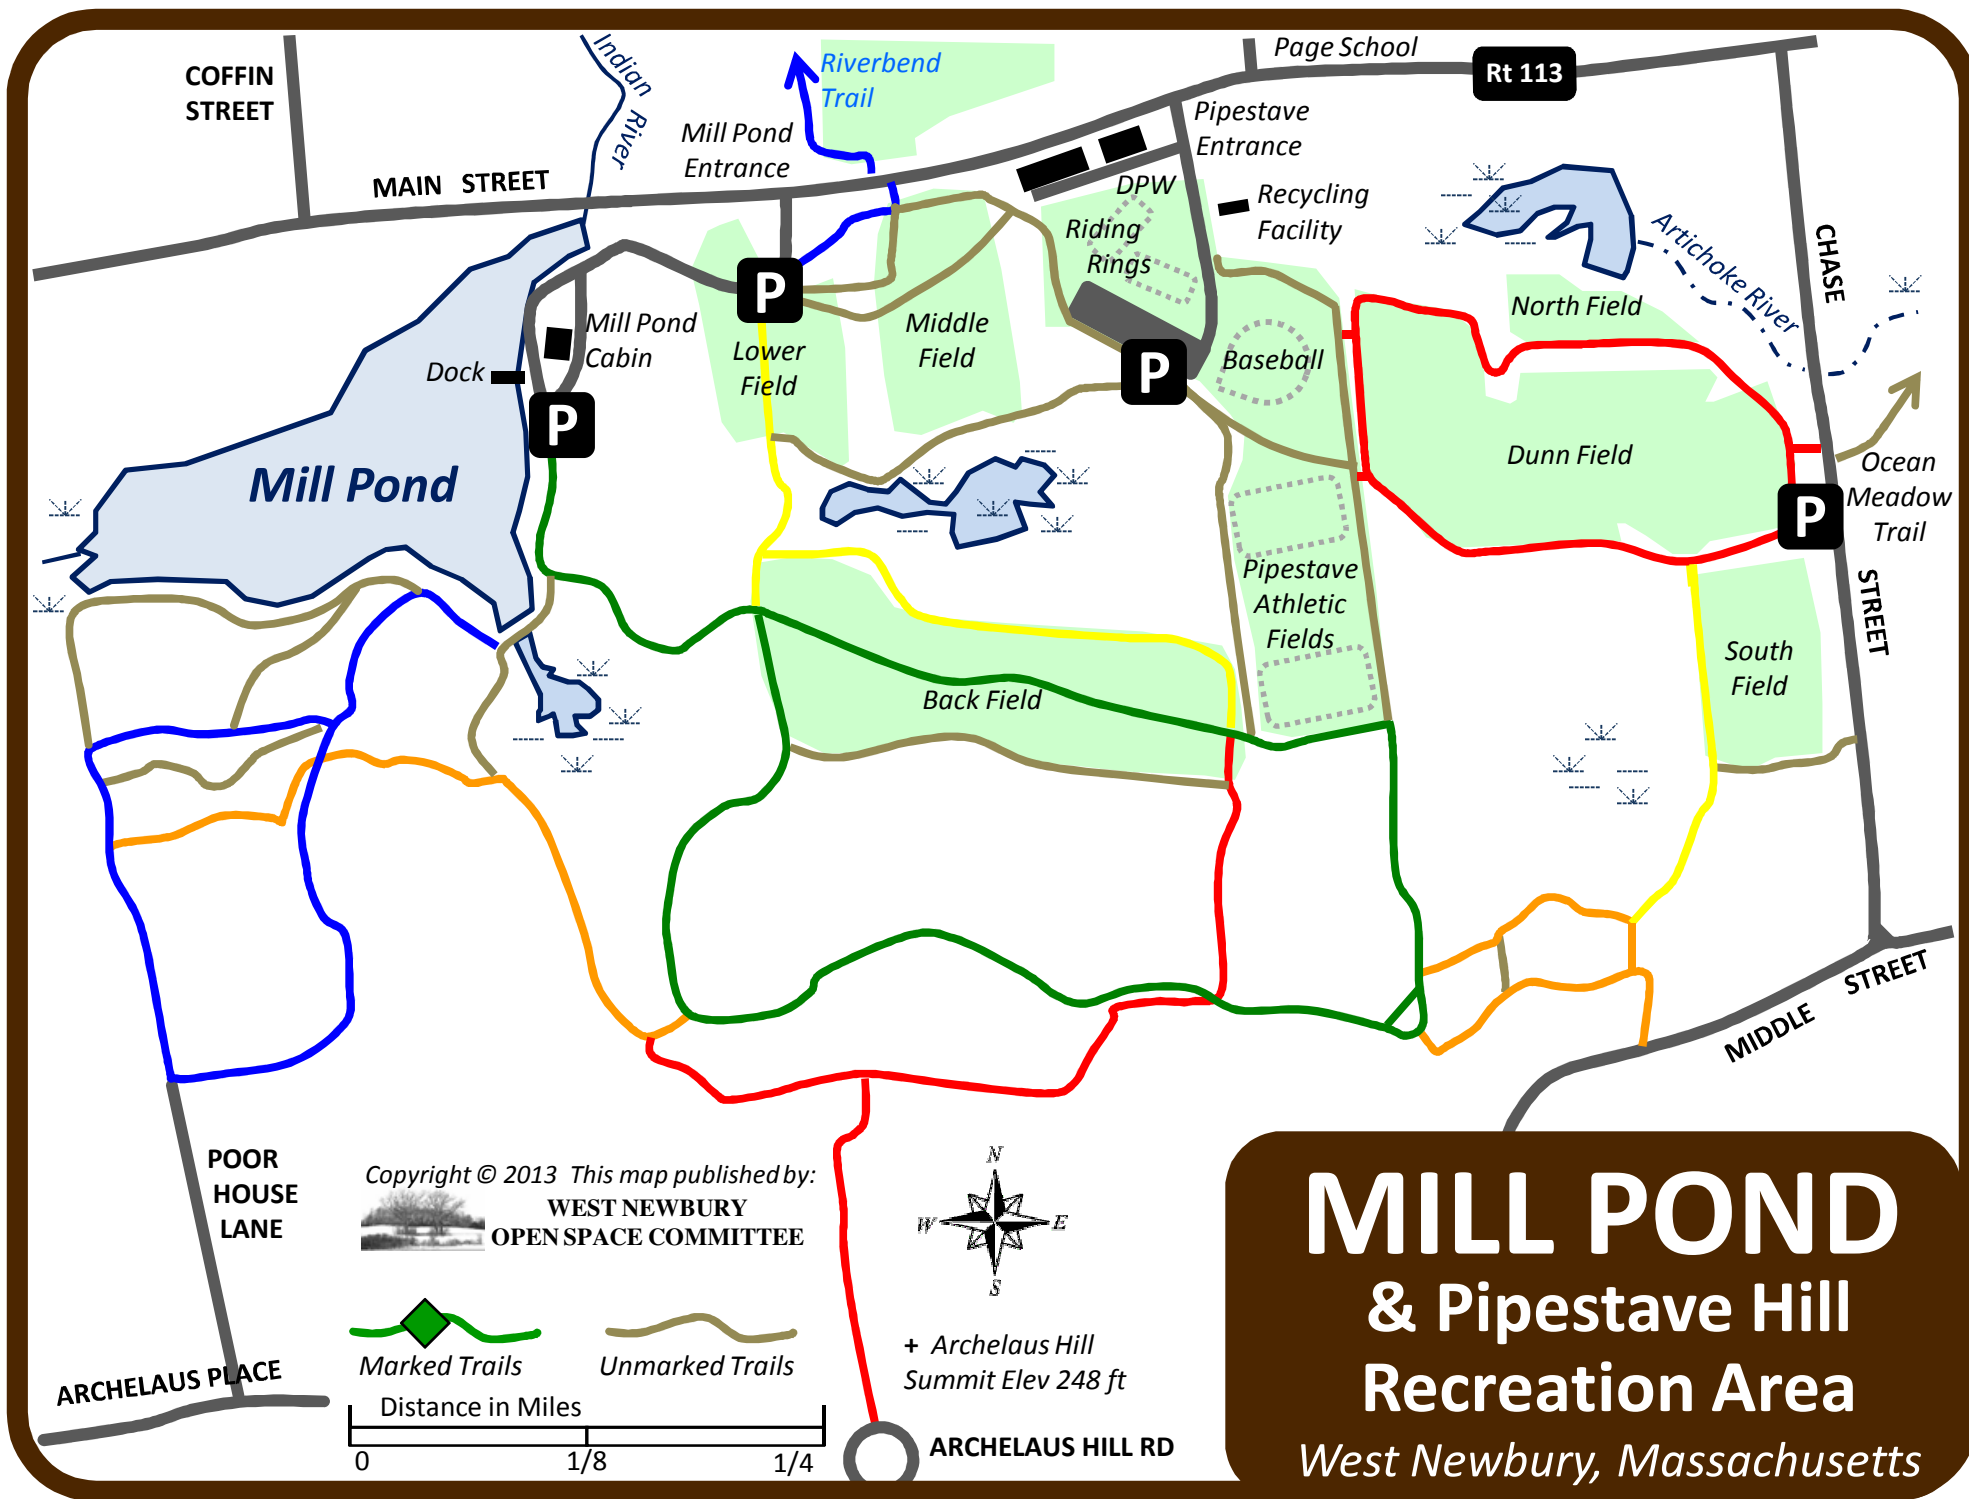 COFFIN
STREET
Indian
River
Riverbend
Trail
Page School
Rt 113
Mill Pond
Entrance
Pipestave
Entrance
MAIN STREET
DPW
Recycling
Facility
Riding
Rings
Artichoke River
CHASE
STREET
P
North Field
Mill Pond
Cabin
Dock
Lower
Field
Middle
Field
Baseball
P
P
Mill Pond
Dunn Field
Ocean
Meadow
Trail
P
Pipestave
Athletic
Fields
South
Field
Back Field
MIDDLE STREET
POOR
HOUSE
LANE
Copyright © 2013 This map published by:
WEST NEWBURY
OPEN SPACE COMMITTEE
N
W
E
S
Marked Trails
Unmarked Trails
+ Archelaus Hill
Summit Elev 248 ft
ARCHELAUS PLACE
Distance in Miles
0 1/8 1/4
ARCHELAUS HILL RD
MILL POND
& Pipestave Hill
Recreation Area
West Newbury, Massachusetts